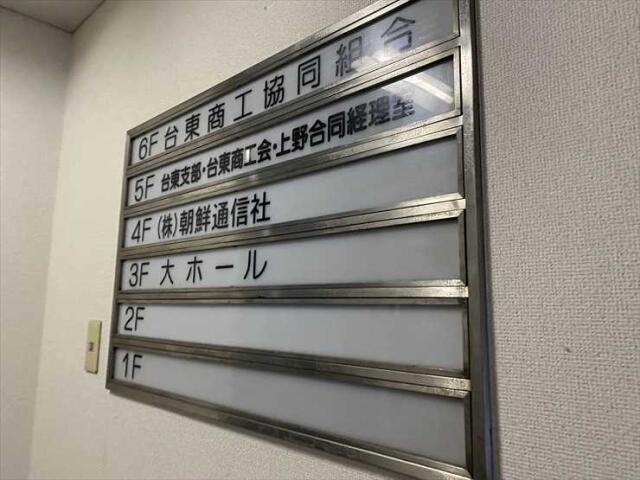 6F 台東商工協同組合
5F 台東支部・台東商工会・上野合同経理室
4F (株)朝鮮通信社
3F 大ホール
2F
1F